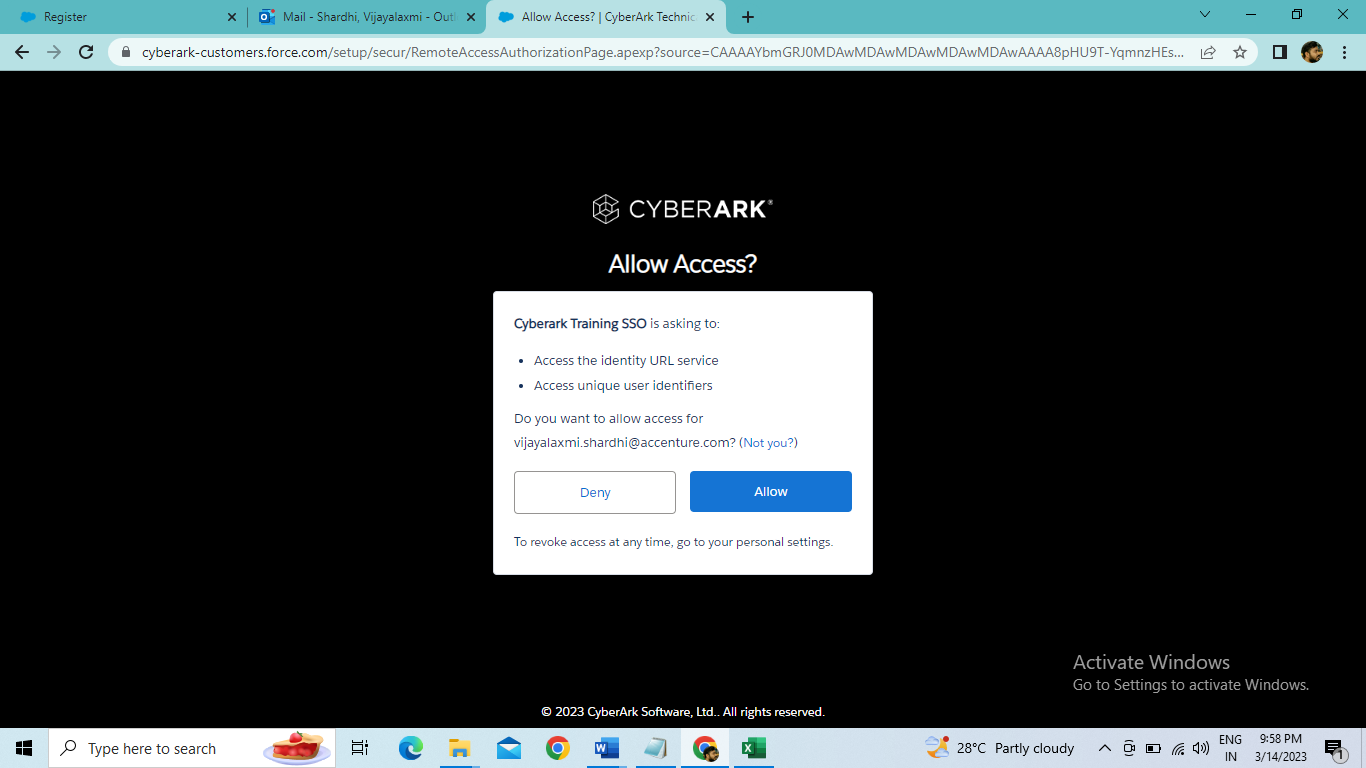 Register
Mail - Shardhi, Vijayalaxmi - Outl
Allow Access? | CyberArk Technic
cyberark-customers.force.com/setup/secur/RemoteAccessAuthorizationPage.apexp?source=CAAAAYbmGRJ0MDAwMDAwMDAwMDAwMDAwAAAA8pHU9T-YqmnzHEs...
CYBERARK®
Allow Access?
Cyberark Training SSO is asking to:
• Access the identity URL service
• Access unique user identifiers
Do you want to allow access for
vijayalaxmi.shardhi@accenture.com? (Not you?)
Deny
Allow
To revoke access at any time, go to your personal settings.
Activate Windows
Go to Settings to activate Windows.
© 2023 CyberArk Software, Ltd.. All rights reserved.
Type here to search
28°C Partly cloudy
ENG
IN
9:58 PM
3/14/2023
1